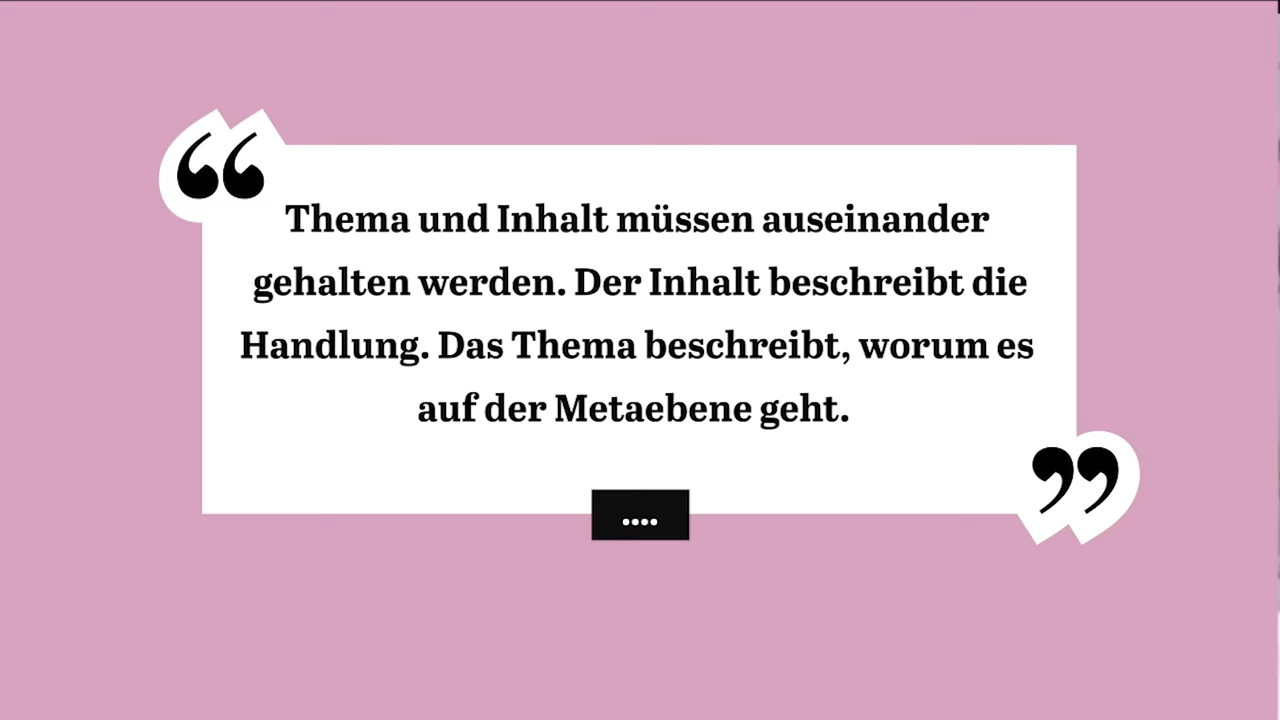 “
Thema und Inhalt müssen auseinander
gehalten werden. Der Inhalt beschreibt die
Handlung. Das Thema beschreibt, worum es
auf der Metaebene geht.
”
....